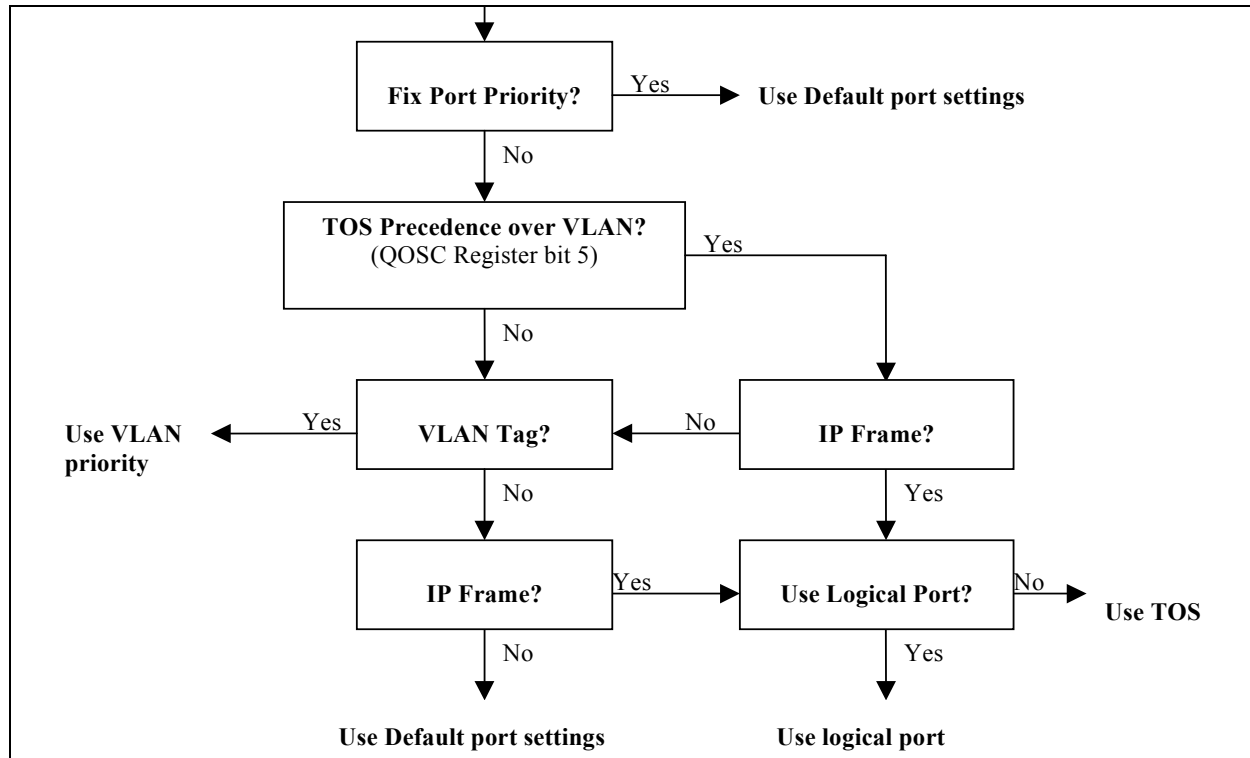 Fix Port Priority?
Yes
Use Default port settings
No
TOS Precedence over VLAN?
(QOSC Register bit 5)
Yes
No
Use VLAN
priority
Yes
VLAN Tag?
No
IP Frame?
No
Yes
IP Frame?
Yes
Use Logical Port?
No
Use TOS
No
Yes
Use Default port settings
Use logical port